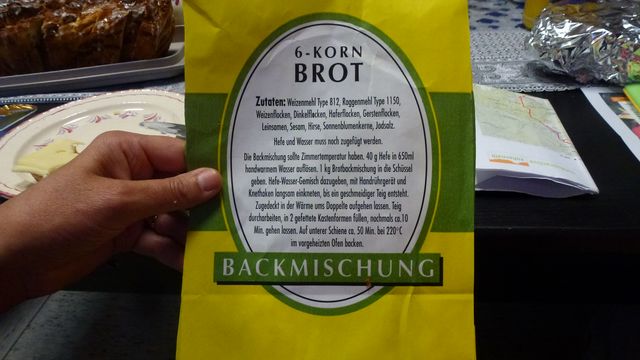 6-KORN
BROT
Zutaten: Weizenmehl Type 812, Roggenmehl Type 1150,
Weizenflocken, Dinkelflocken, Haferflocken, Gerstenflocken,
Leinsamen, Sesam, Hirse, Sonnenblumenkerne, Jodsalz.
Hefe und Wasser muss noch zugefügt werden.
Die Backmischung sollte Zimmertemperatur haben. 40 g Hefe in 650ml
handwarmem Wasser auflösen. 1 kg Brotbackmischung in die Schüssel
geben. Hefe-Wasser-Gemisch dazugeben, mit Handrührgerät und
Knethaken langsam einkneten, bis ein geschmeidiger Teig entsteht.
Zugedeckt in der Wärme ums Doppelte aufgehen lassen. Teig
durcharbeiten, in 2 gefettete Kastenformen füllen, nochmals ca.10
Min. gehen lassen. Auf unterer Schiene ca. 50 Min. bei 220°C
im vorgeheizten Ofen backen.
BACKMISCHUNG